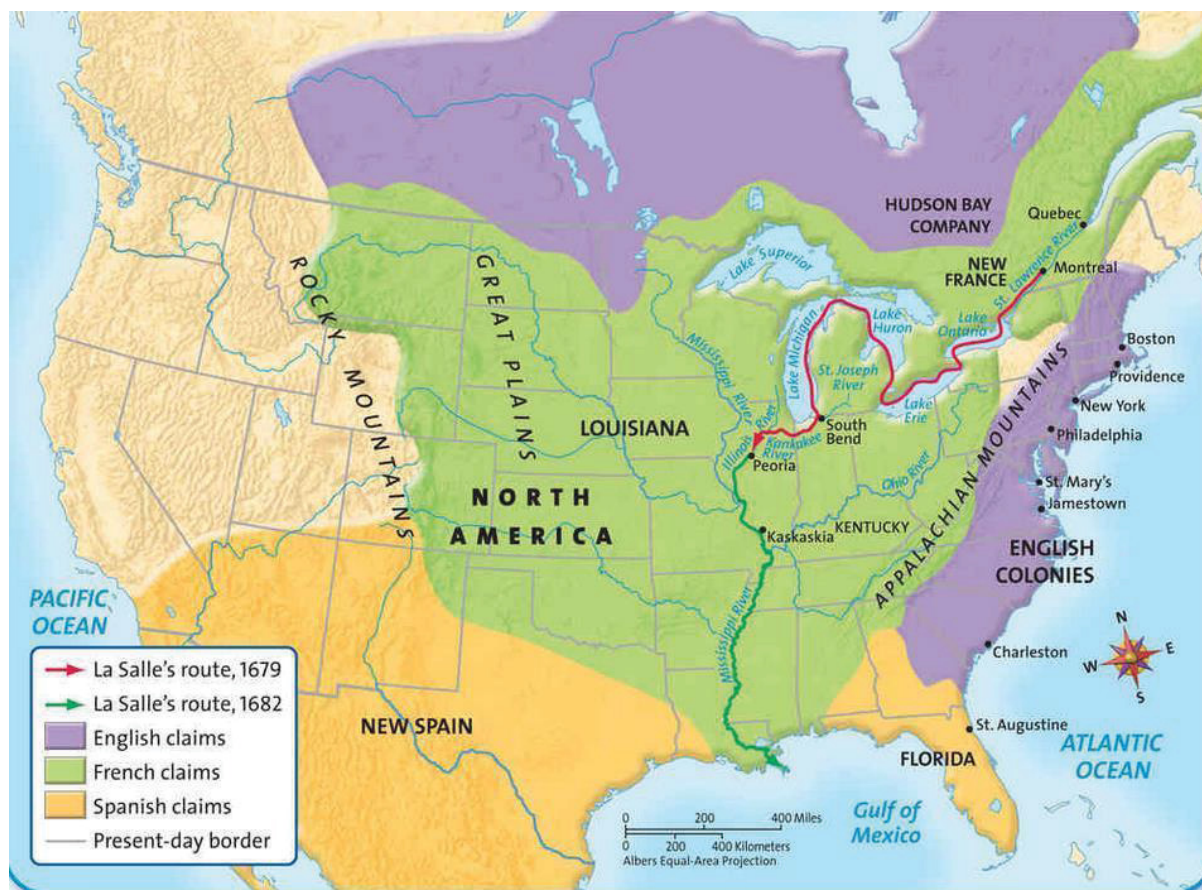 HUDSON BAY
COMPANY
Quebec
NEW
FRANCE
Montreal
St. Lawrence River
Lake Superior
Lake
Huron
Lake
Ontario
Lake Michigan
St. Joseph
River
Lake
Erie
Boston
Providence
New York
Philadelphia
St. Mary's
Jamestown
ROCKY MOUNTAINS
GREAT PLAINS
Mississippi River
LOUISIANA
Illinois River
Kankakee
River
South
Bend
Peoria
Ohio River
NORTH
AMERICA
Kaskaskia
KENTUCKY
APPALACHIAN MOUNTAINS
ENGLISH
COLONIES
Mississippi River
Charleston
PACIFIC
OCEAN
N
W
E
S
NEW SPAIN
St. Augustine
FLORIDA
ATLANTIC
OCEAN
Gulf of
Mexico
La Salle's route, 1679
La Salle's route, 1682
English claims
French claims
Spanish claims
Present-day border
0 200 400 Miles
0 200 400 Kilometers
Albers Equal-Area Projection